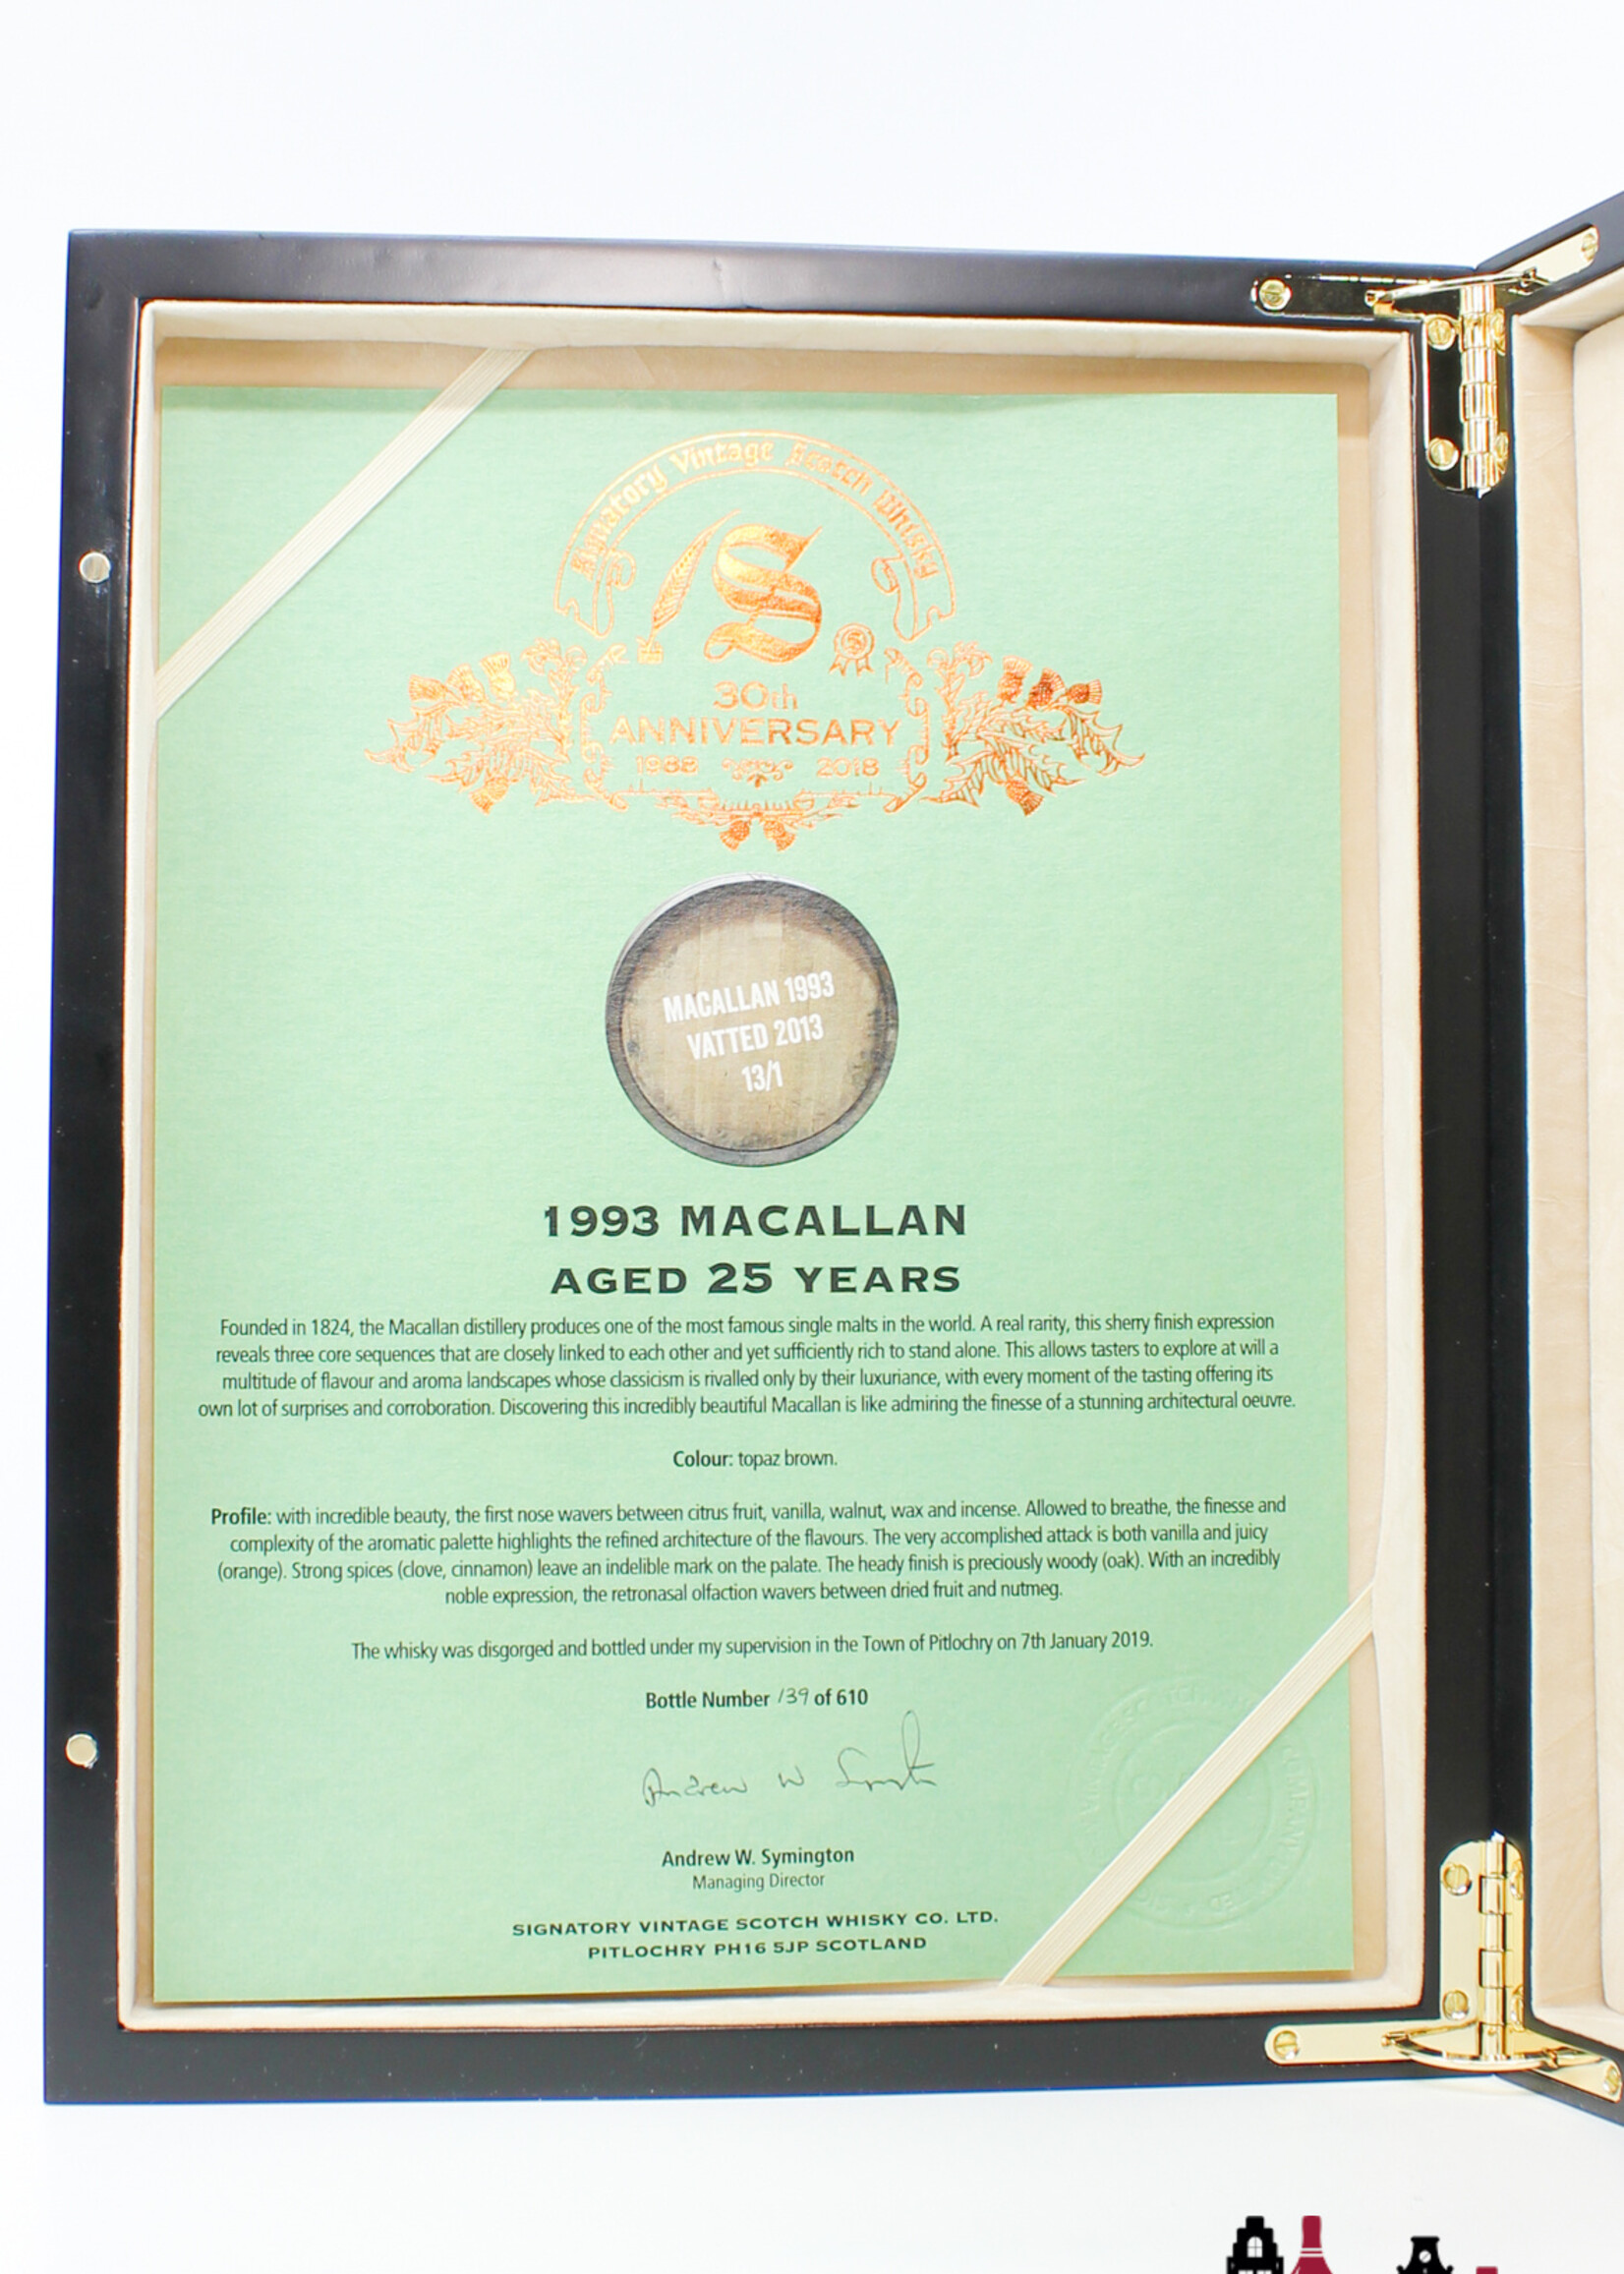 Signatory Vintage Scotch Whisky
S
30th
ANNIVERSARY
1988 2018
MACALLAN 1993
VATTED 2013
13/1
1993 MACALLAN
AGED 25 YEARS
Founded in 1824, the Macallan distillery produces one of the most famous single malts in the world. A real rarity, this sherry finish expression
reveals three core sequences that are closely linked to each other and yet sufficiently rich to stand alone. This allows tasters to explore at will a
multitude of flavour and aroma landscapes whose classicism is rivalled only by their luxuriance, with every moment of the tasting offering its
own lot of surprises and corroboration. Discovering this incredibly beautiful Macallan is like admiring the finesse of a stunning architectural oeuvre.
Colour: topaz brown.
Profile: with incredible beauty, the first nose wavers between citrus fruit, vanilla, walnut, wax and incense. Allowed to breathe, the finesse and
complexity of the aromatic palette highlights the refined architecture of the flavours. The very accomplished attack is both vanilla and juicy
(orange). Strong spices (clove, cinnamon) leave an indelible mark on the palate. The heady finish is preciously woody (oak). With an incredibly
noble expression, the retronasal olfaction wavers between dried fruit and nutmeg.
The whisky was disgorged and bottled under my supervision in the Town of Pitlochry on 7th January 2019.
Bottle Number 139 of 610
Andrew W Symington
Andrew W. Symington
Managing Director
SIGNATORY VINTAGE SCOTCH WHISKY CO. LTD.
PITLOCHRY PH16 5JP SCOTLAND